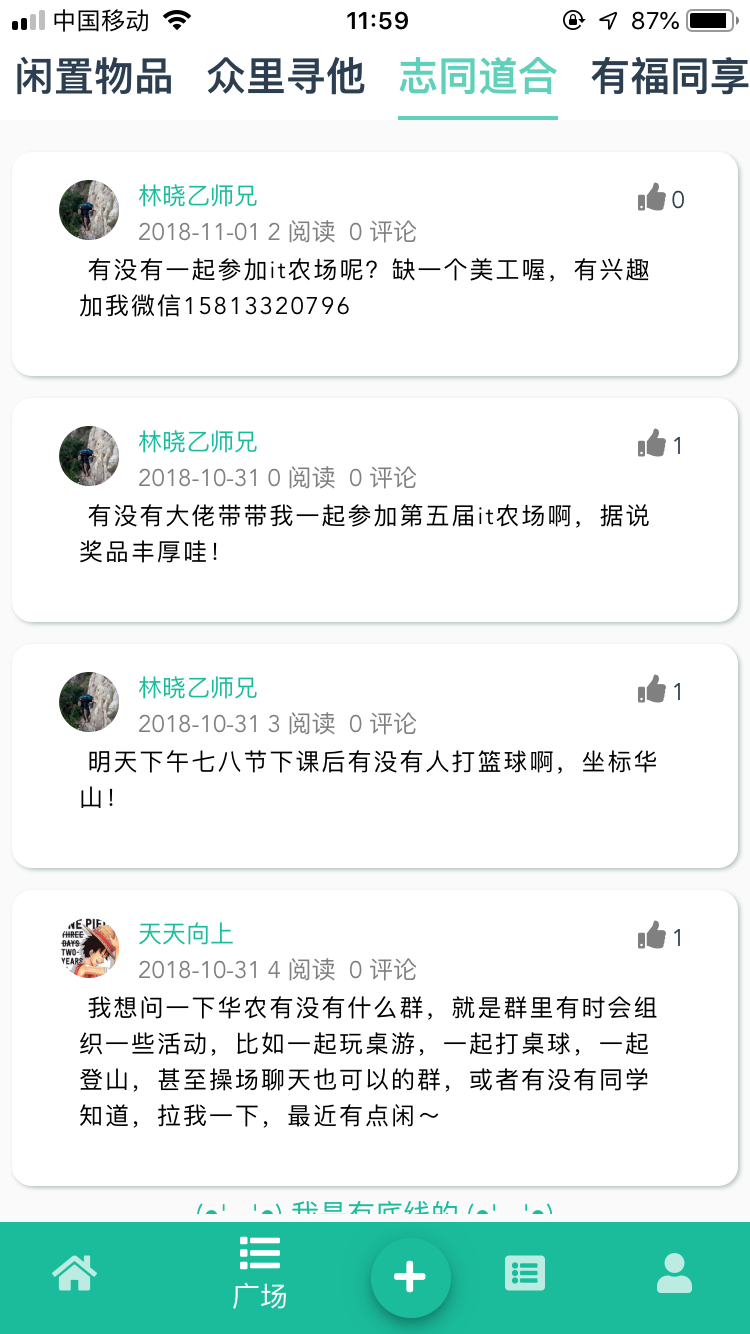 中国移动 11:59 87%
闲置物品 众里寻他 志同道合 有福同享
林晓乙师兄 0
2018-11-01 2 阅读 0 评论
有没有一起参加it农场呢？缺一个美工喔，有兴趣
加我微信15813320796
林晓乙师兄 1
2018-10-31 0 阅读 0 评论
有没有大佬带带我一起参加第五届it农场啊，据说
奖品丰厚哇！
林晓乙师兄 1
2018-10-31 3 阅读 0 评论
明天下午七八节下课后有没有人打篮球啊，坐标华
山！
NE PIE
THREE
DAYS
TWO-
YEARS
天天向上 1
2018-10-31 4 阅读 0 评论
我想问一下华农有没有什么群，就是群里有时会组
织一些活动，比如一起玩桌游，一起打桌球，一起
登山，甚至操场聊天也可以的群，或者有没有同学
知道，拉我一下，最近有点闲～
我是有底线的
广场